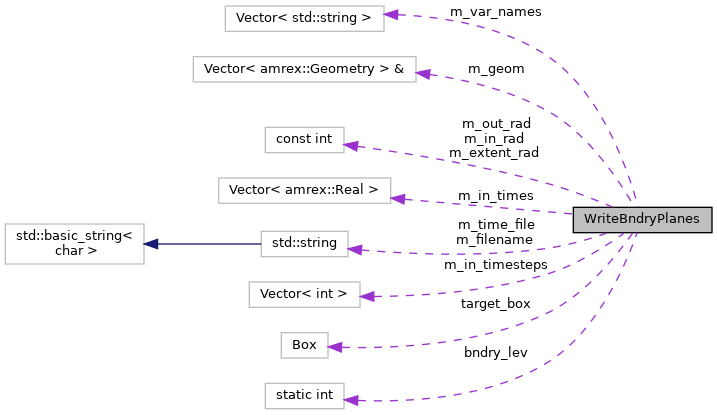 Vector< std::string >
m_var_names
Vector< amrex::Geometry > &
m_geom
const int
m_out_rad
m_in_rad
m_extent_rad
Vector< amrex::Real >
m_in_times
WriteBndryPlanes
std::basic_string<
char >
std::string
m_time_file
m_filename
Vector< int >
m_in_timesteps
Box
target_box
static int
bndry_lev